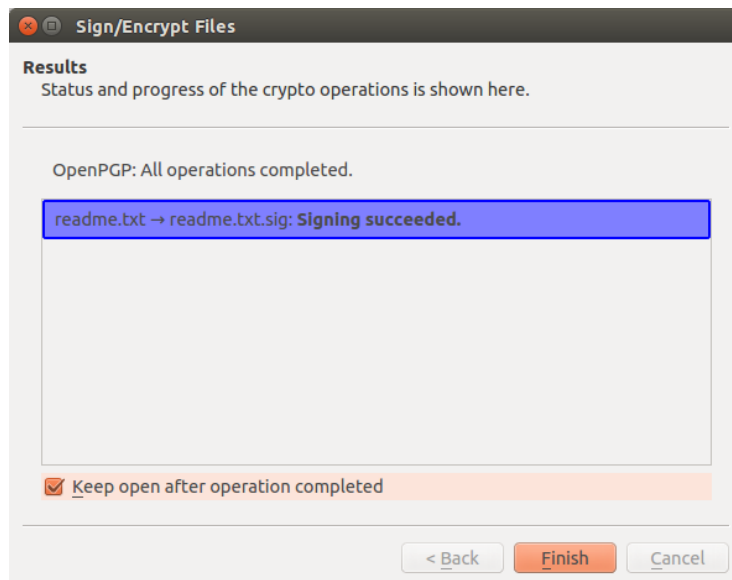 Sign/Encrypt Files
Results
Status and progress of the crypto operations is shown here.
OpenPGP: All operations completed.
readme.txt → readme.txt.sig: Signing succeeded.
Keep open after operation completed
< Back Finish Cancel